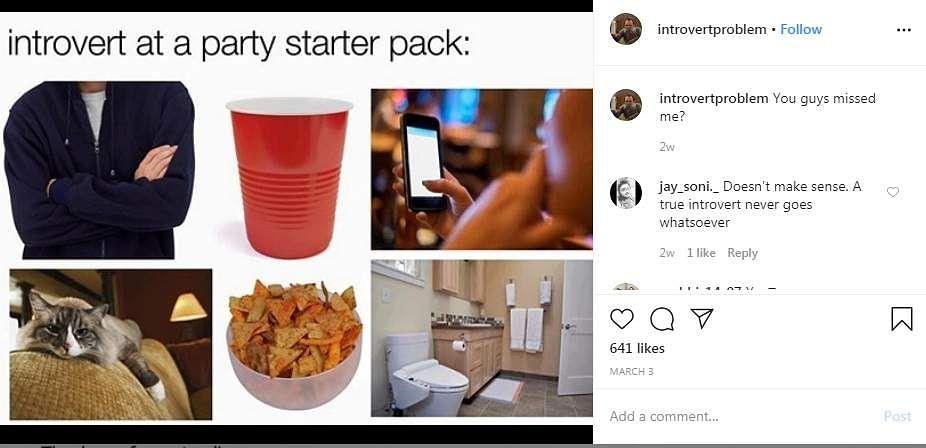 introvert at a party starter pack:
introvertproblem • Follow
introvertproblem You guys missed
me?
2w
jay_soni._ Doesn't make sense. A
true introvert never goes
whatsoever
2w 1 like Reply
641 likes
MARCH 3
Add a comment... Post